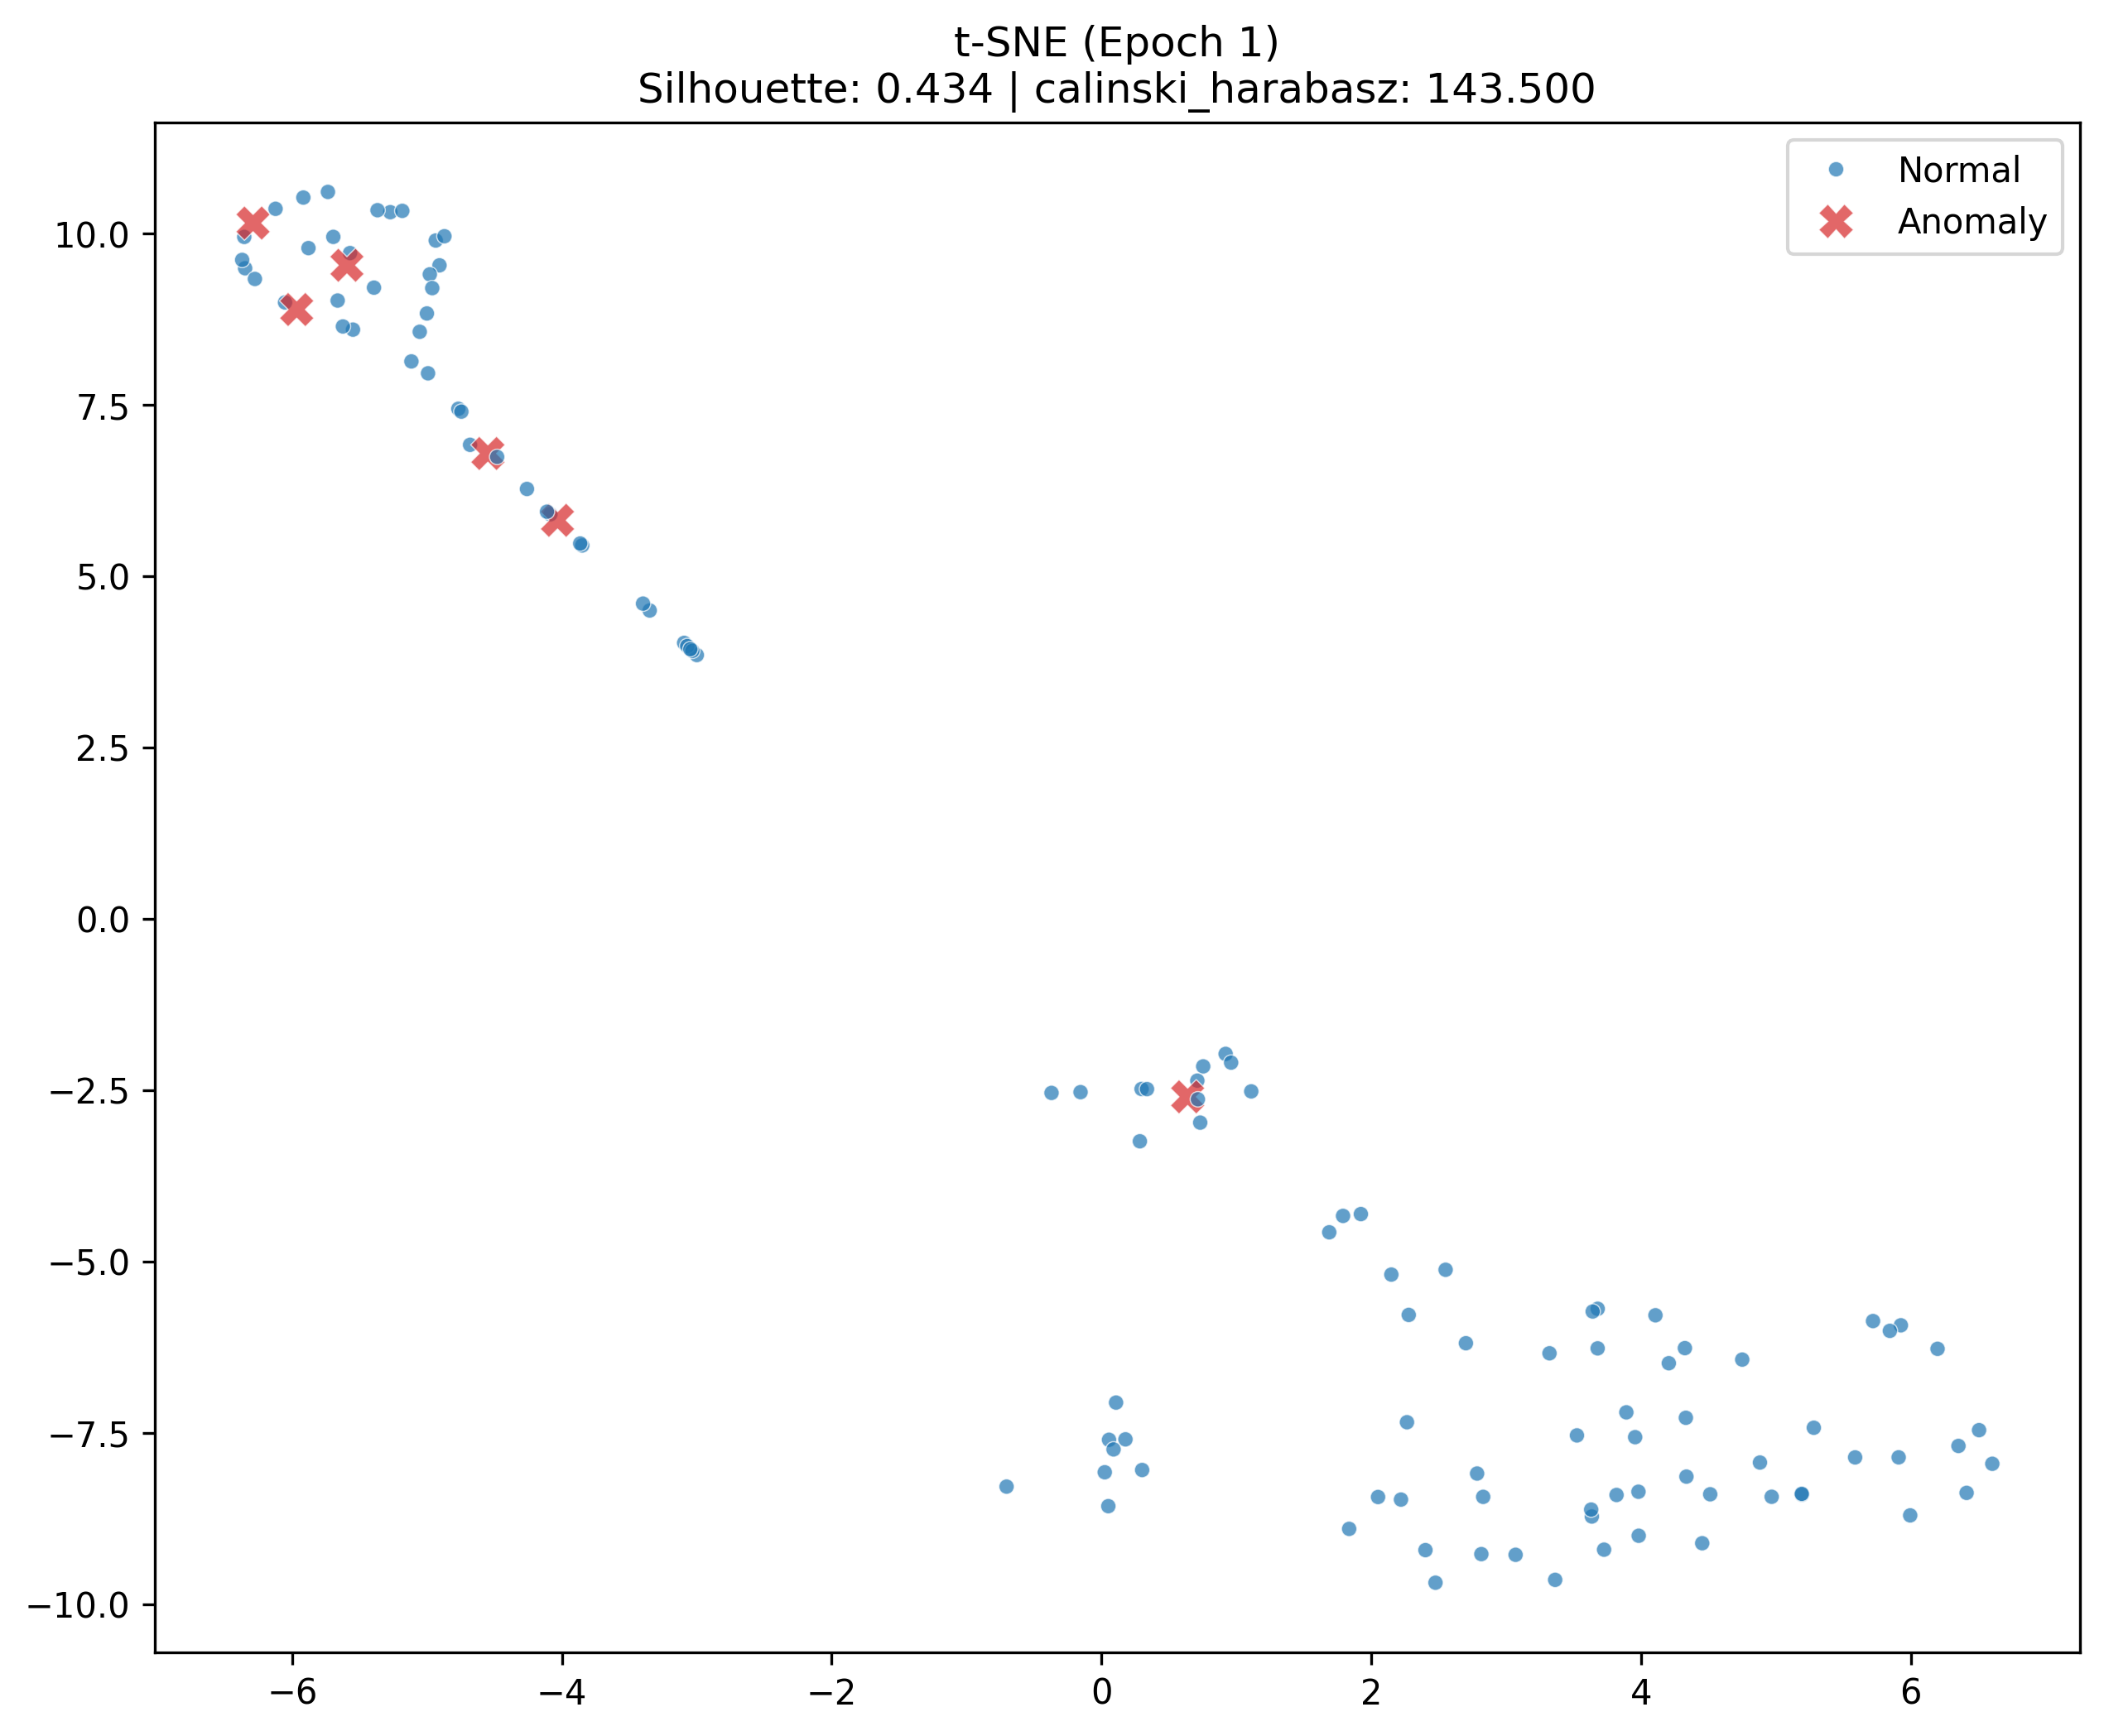 t-SNE (Epoch 1)
Silhouette: 0.434 | calinski_harabasz: 143.500
Normal
Anomaly
10.0
7.5
5.0
2.5
0.0
−2.5
−5.0
−7.5
−10.0
−6 −4 −2 0 2 4 6